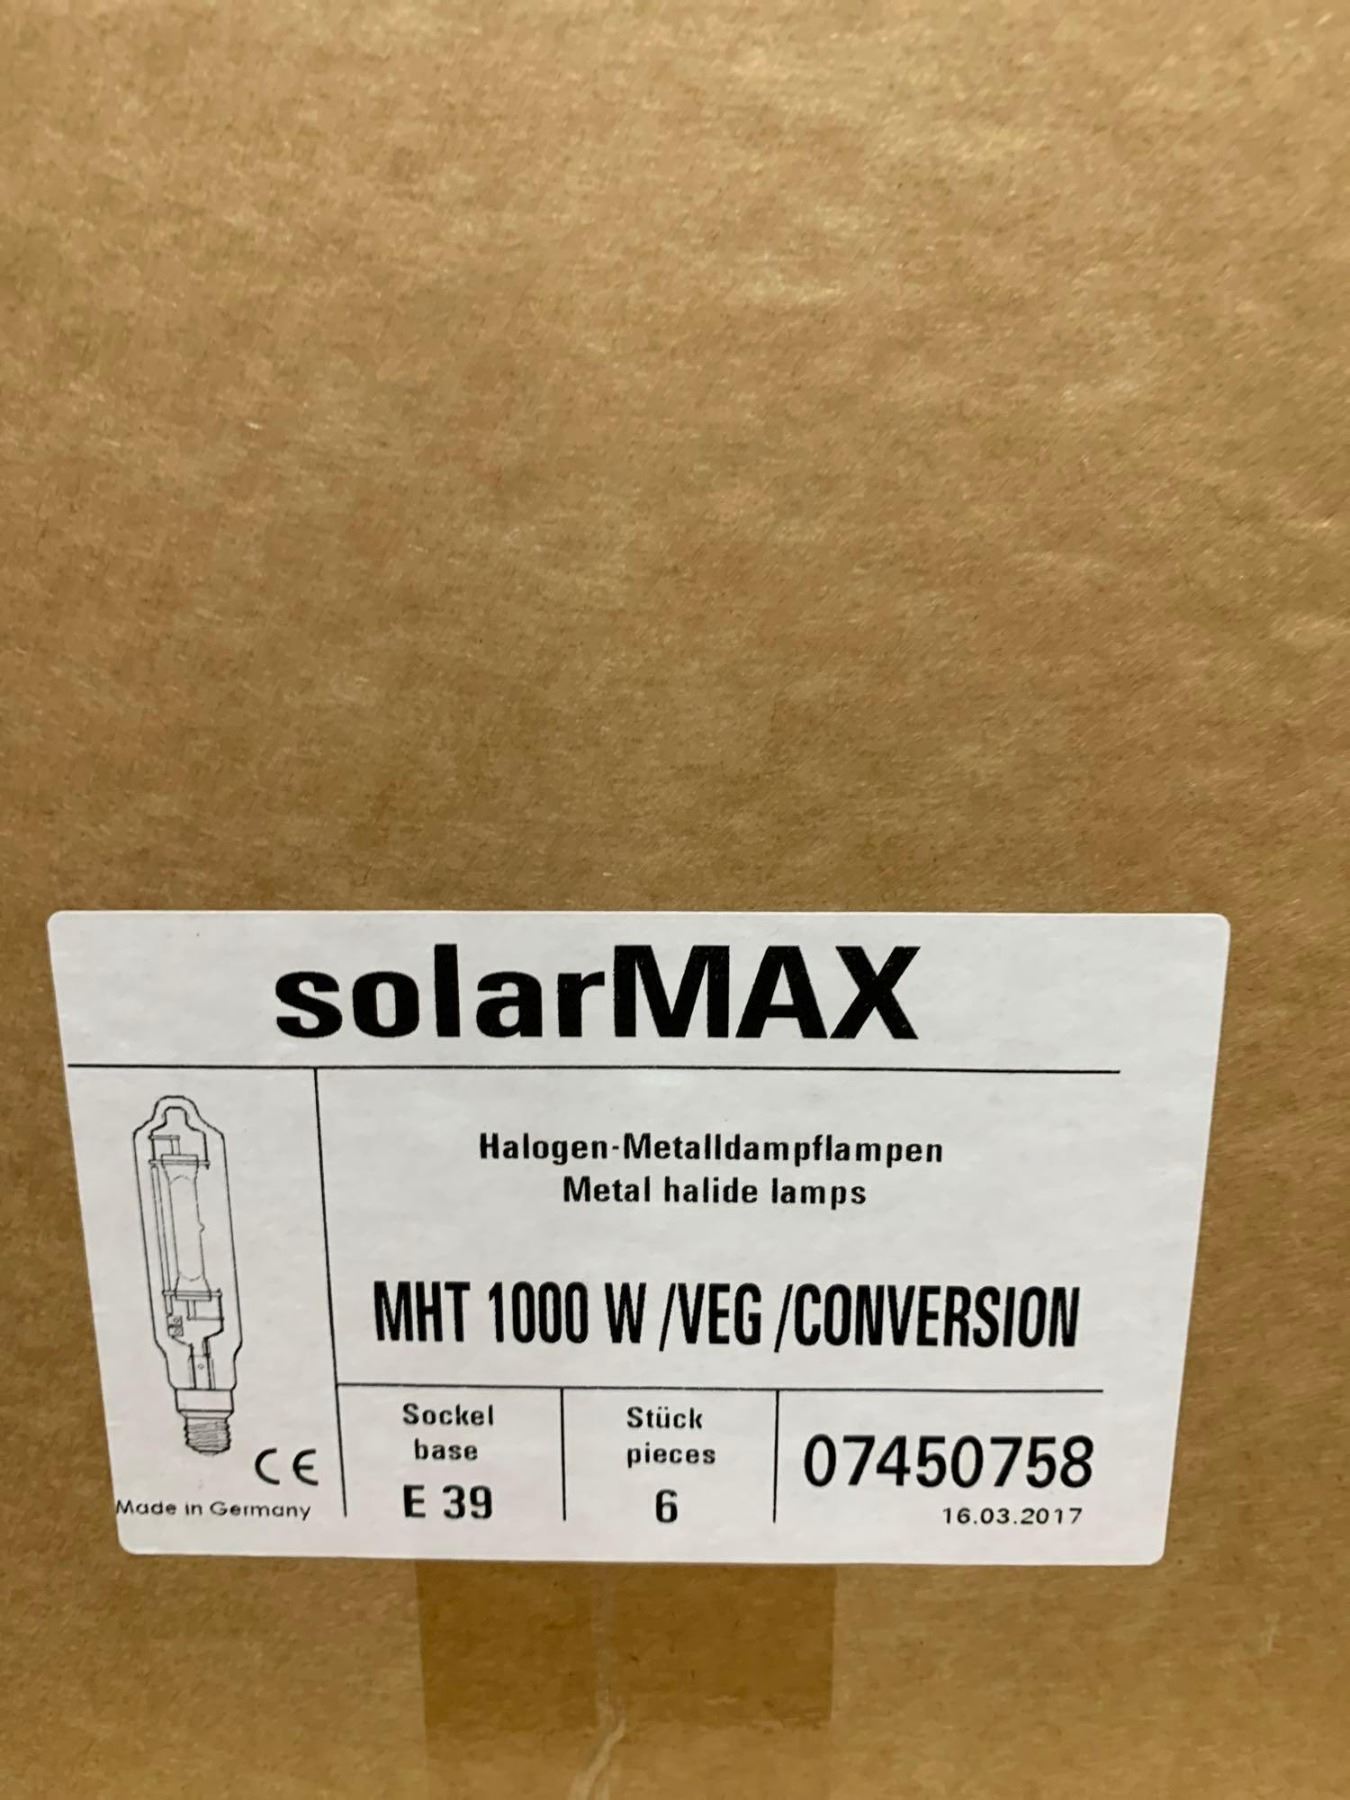 solarMAX
Halogen-Metalldampflampen
Metal halide lamps
MHT 1000 W /VEG /CONVERSION
Sockel
base
E 39
Stück
pieces
6
07450758
16.03.2017
CE
Made in Germany